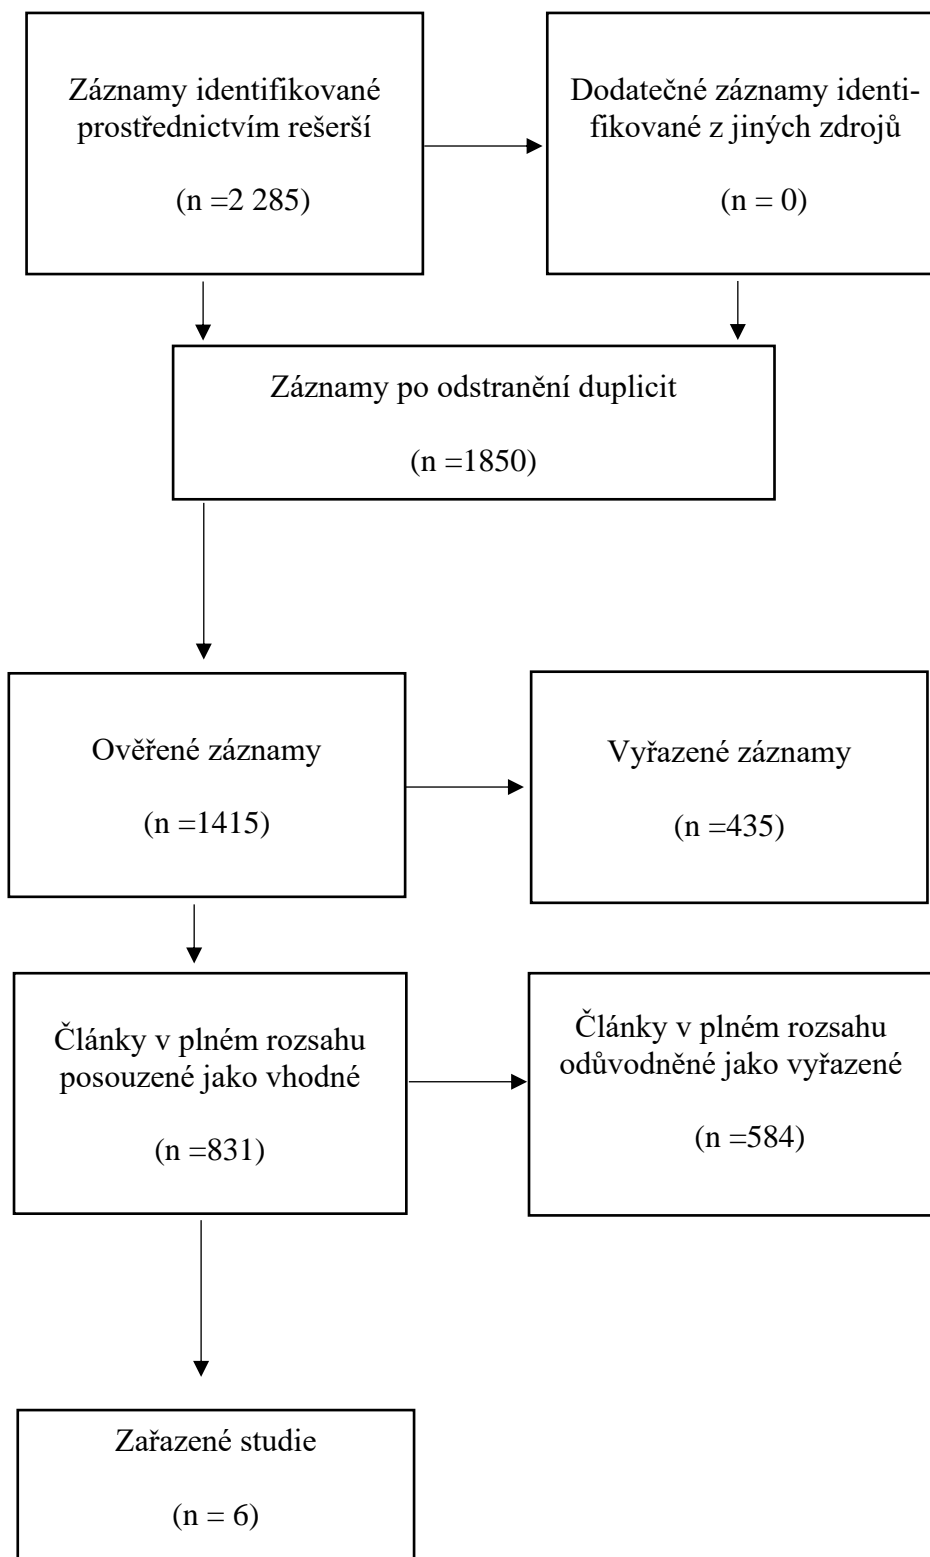 Záznamy identifikované
prostřednictvím rešerší
(n =2 285)
Dodatečné záznamy identi-
fikované z jiných zdrojů
(n = 0)
Záznamy po odstranění duplicit
(n =1850)
Ověřené záznamy
(n =1415)
Vyřazené záznamy
(n =435)
Články v plném rozsahu
posouzené jako vhodné
(n =831)
Články v plném rozsahu
odůvodněné jako vyřazené
(n =584)
Zařazené studie
(n = 6)